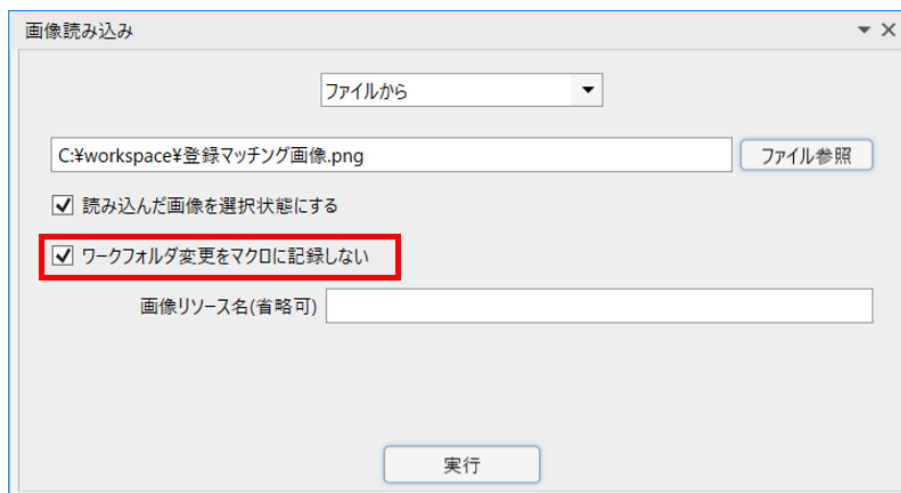 画像読み込み
ファイルから
C:¥workspace¥登録マッチング画像.png
ファイル参照
読み込んだ画像を選択状態にする
ワークフォルダ変更をマクロに記録しない
画像リソース名(省略可)
実行